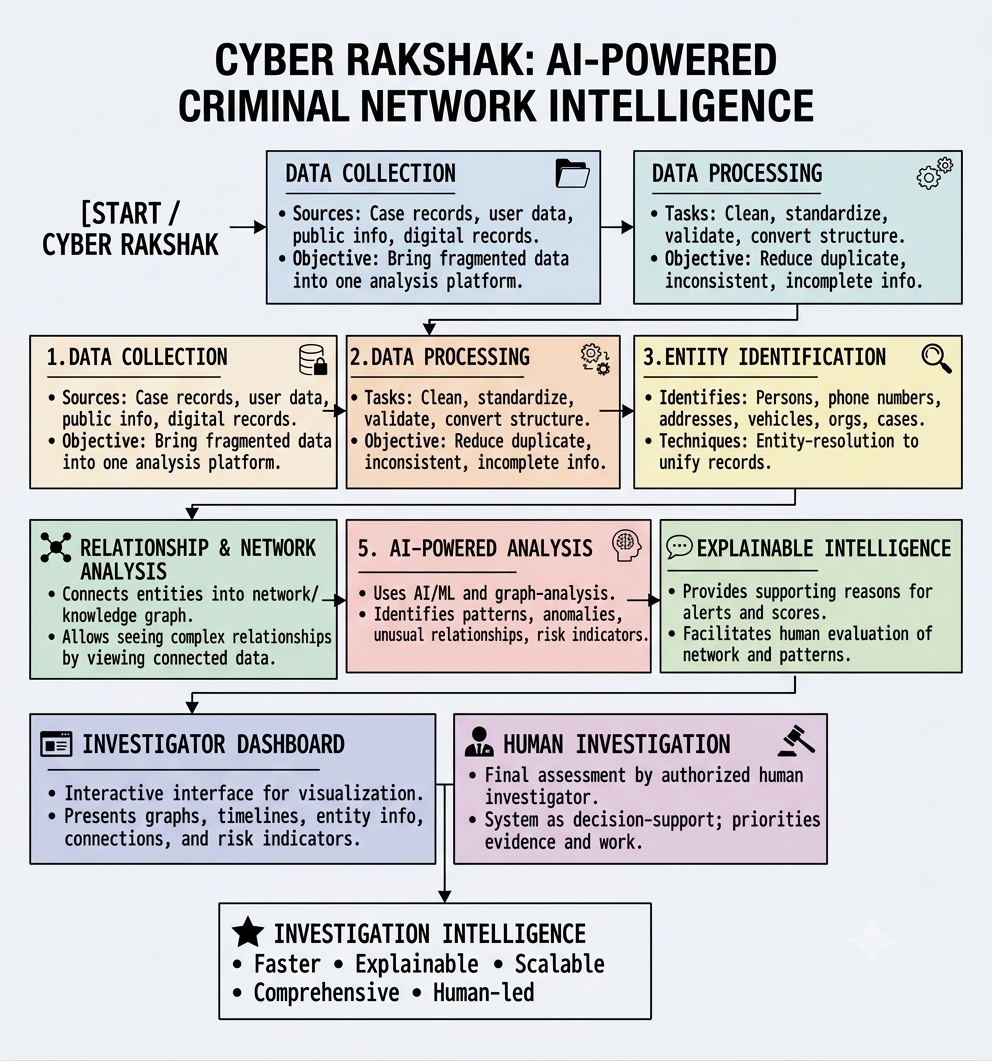 CYBER RAKSHAK: AI-POWERED
CRIMINAL NETWORK INTELLIGENCE
[START /
CYBER RAKSHAK
DATA COLLECTION
• Sources: Case records, user data,
public info, digital records.
• Objective: Bring fragmented data
into one analysis platform.
DATA PROCESSING
• Tasks: Clean, standardize,
validate, convert structure.
• Objective: Reduce duplicate,
inconsistent, incomplete info.
1.DATA COLLECTION
• Sources: Case records, user data,
public info, digital records.
• Objective: Bring fragmented data
into one analysis platform.
2.DATA PROCESSING
• Tasks: Clean, standardize,
validate, convert structure.
• Objective: Reduce duplicate,
inconsistent, incomplete info.
3.ENTITY IDENTIFICATION
• Identifies: Persons, phone numbers,
addresses, vehicles, orgs, cases.
• Techniques: Entity-resolution to
unify records.
RELATIONSHIP & NETWORK
ANALYSIS
• Connects entities into network/
knowledge graph.
• Allows seeing complex relationships
by viewing connected data.
5. AI-POWERED ANALYSIS
• Uses AI/ML and graph-analysis.
• Identifies patterns, anomalies,
unusual relationships, risk indicators.
EXPLAINABLE INTELLIGENCE
• Provides supporting reasons for
alerts and scores.
• Facilitates human evaluation of
network and patterns.
INVESTIGATOR DASHBOARD
• Interactive interface for visualization.
• Presents graphs, timelines, entity info,
connections, and risk indicators.
HUMAN INVESTIGATION
• Final assessment by authorized human
investigator.
• System as decision-support; priorities
evidence and work.
INVESTIGATION INTELLIGENCE
• Faster • Explainable • Scalable
• Comprehensive • Human-led